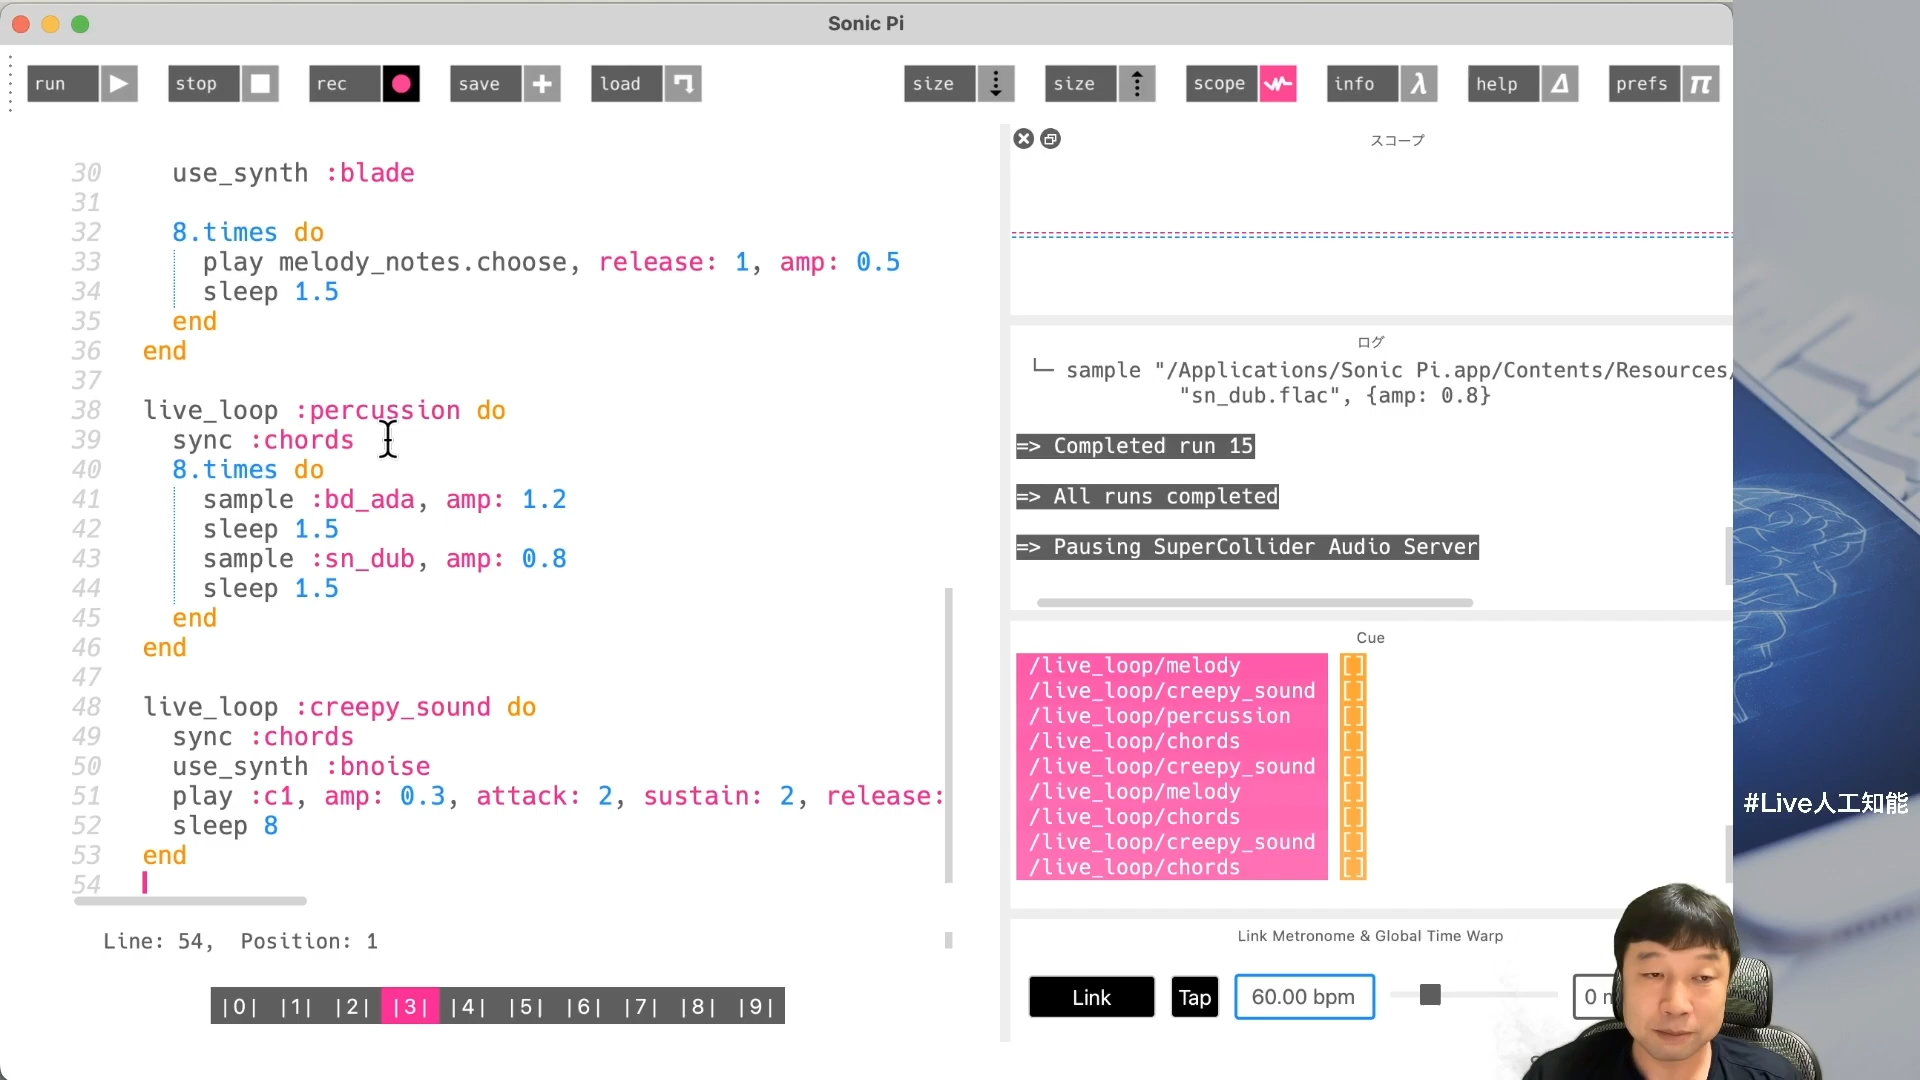 Sonic Pi
run
stop
rec
save
load
size
size
scope
info
help
prefs
30 use_synth :blade
31
32 8.times do
33 play melody_notes.choose, release: 1, amp: 0.5
34 sleep 1.5
35 end
36 end
37
38 live_loop :percussion do
39 sync :chords
40 8.times do
41 sample :bd_ada, amp: 1.2
42 sleep 1.5
43 sample :sn_dub, amp: 0.8
44 sleep 1.5
45 end
46 end
47
48 live_loop :creepy_sound do
49 sync :chords
50 use_synth :bnoise
51 play :c1, amp: 0.3, attack: 2, sustain: 2, release:
52 sleep 8
53 end
54
Line: 54, Position: 1
|0| |1| |2| |3| |4| |5| |6| |7| |8| |9|
スコープ
ログ
└─ sample "/Applications/Sonic Pi.app/Contents/Resources/
"sn_dub.flac", {amp: 0.8}
=> Completed run 15
=> All runs completed
=> Pausing SuperCollider Audio Server
Cue
/live_loop/melody []
/live_loop/creepy_sound []
/live_loop/percussion []
/live_loop/chords []
/live_loop/creepy_sound []
/live_loop/melody []
/live_loop/chords []
/live_loop/creepy_sound []
/live_loop/chords []
Link Metronome & Global Time Warp
Link
Tap
60.00 bpm
0
#Live人工知能